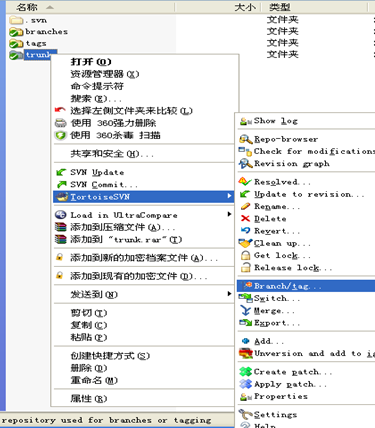 名称 大小 类型
.svn 文件夹
branches 文件夹
tags 文件夹
trunk 文件夹
打开(O)
资源管理器(X)
命令提示符
搜索(E)...
选择左侧文件夹来比较(L)
使用 360强力删除
使用 360杀毒 扫描
共享和安全(H)...
SVN Update
SVN Commit...
TortoiseSVN
Load in UltraCompare
添加到压缩文件(A)...
添加到 "trunk.rar"(T)
添加到新的加密档案文件(A)...
添加到现有的加密文件(D)...
发送到(N)
剪切(T)
复制(C)
粘贴(P)
创建快捷方式(S)
删除(D)
重命名(M)
属性(R)
Show log
Repo-browser
Check for modifications
Revision graph
Resolved...
Update to revision...
Rename...
Delete
Revert...
Clean up...
Get lock...
Release lock...
Branch/tag...
Switch...
Merge...
Export...
Add...
Unversion and add to ig
Create patch...
Apply patch...
Properties
Settings
Help
repository used for branches or tagging